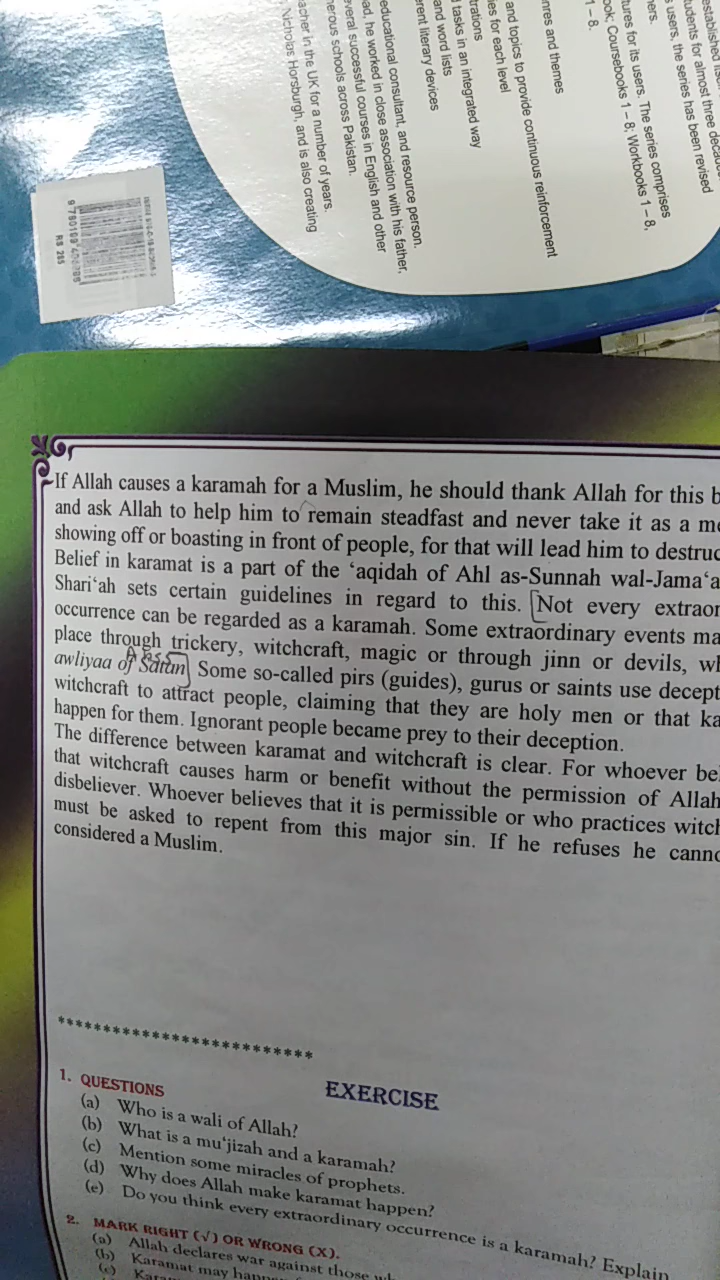 established
students for almost three
users, the series has been revised
tures for its users. The series comprises
Coursebooks 1 – 8; Workbooks 1 – 8,
1 – 8.
and themes
and topics to provide continuous reinforcement
for each level
tasks in an integrated way
and word lists
literary devices
educational consultant, and resource person.
he worked in close association with his father,
several successful courses in English and other
schools across Pakistan.
in the UK for a number of years.
Nicholas Horsburgh, and is also creating
RS 285
If Allah causes a karamah for a Muslim, he should thank Allah for this b
and ask Allah to help him to remain steadfast and never take it as a me
showing off or boasting in front of people, for that will lead him to destruc
Belief in karamat is a part of the ‘aqidah of Ahl as-Sunnah wal-Jama‘a
Shari‘ah sets certain guidelines in regard to this. Not every extraor
occurrence can be regarded as a karamah. Some extraordinary events ma
place through trickery, witchcraft, magic or through jinn or devils, wh
awliyaa of Satan Some so-called pirs (guides), gurus or saints use decept
witchcraft to attract people, claiming that they are holy men or that ka
happen for them. Ignorant people became prey to their deception.
The difference between karamat and witchcraft is clear. For whoever be
that witchcraft causes harm or benefit without the permission of Allah
disbeliever. Whoever believes that it is permissible or who practices witch
must be asked to repent from this major sin. If he refuses he canno
considered a Muslim.
**************************
EXERCISE
1. QUESTIONS
(a) Who is a wali of Allah?
(b) What is a mu‘jizah and a karamah?
(c) Mention some miracles of prophets.
(d) Why does Allah make karamat happen?
(e) Do you think every extraordinary occurrence is a karamah? Explain
2. MARK RIGHT (√) OR WRONG (X).
(a) Allah declares war against those wh
(b) Karamat may happen
(c) Karam